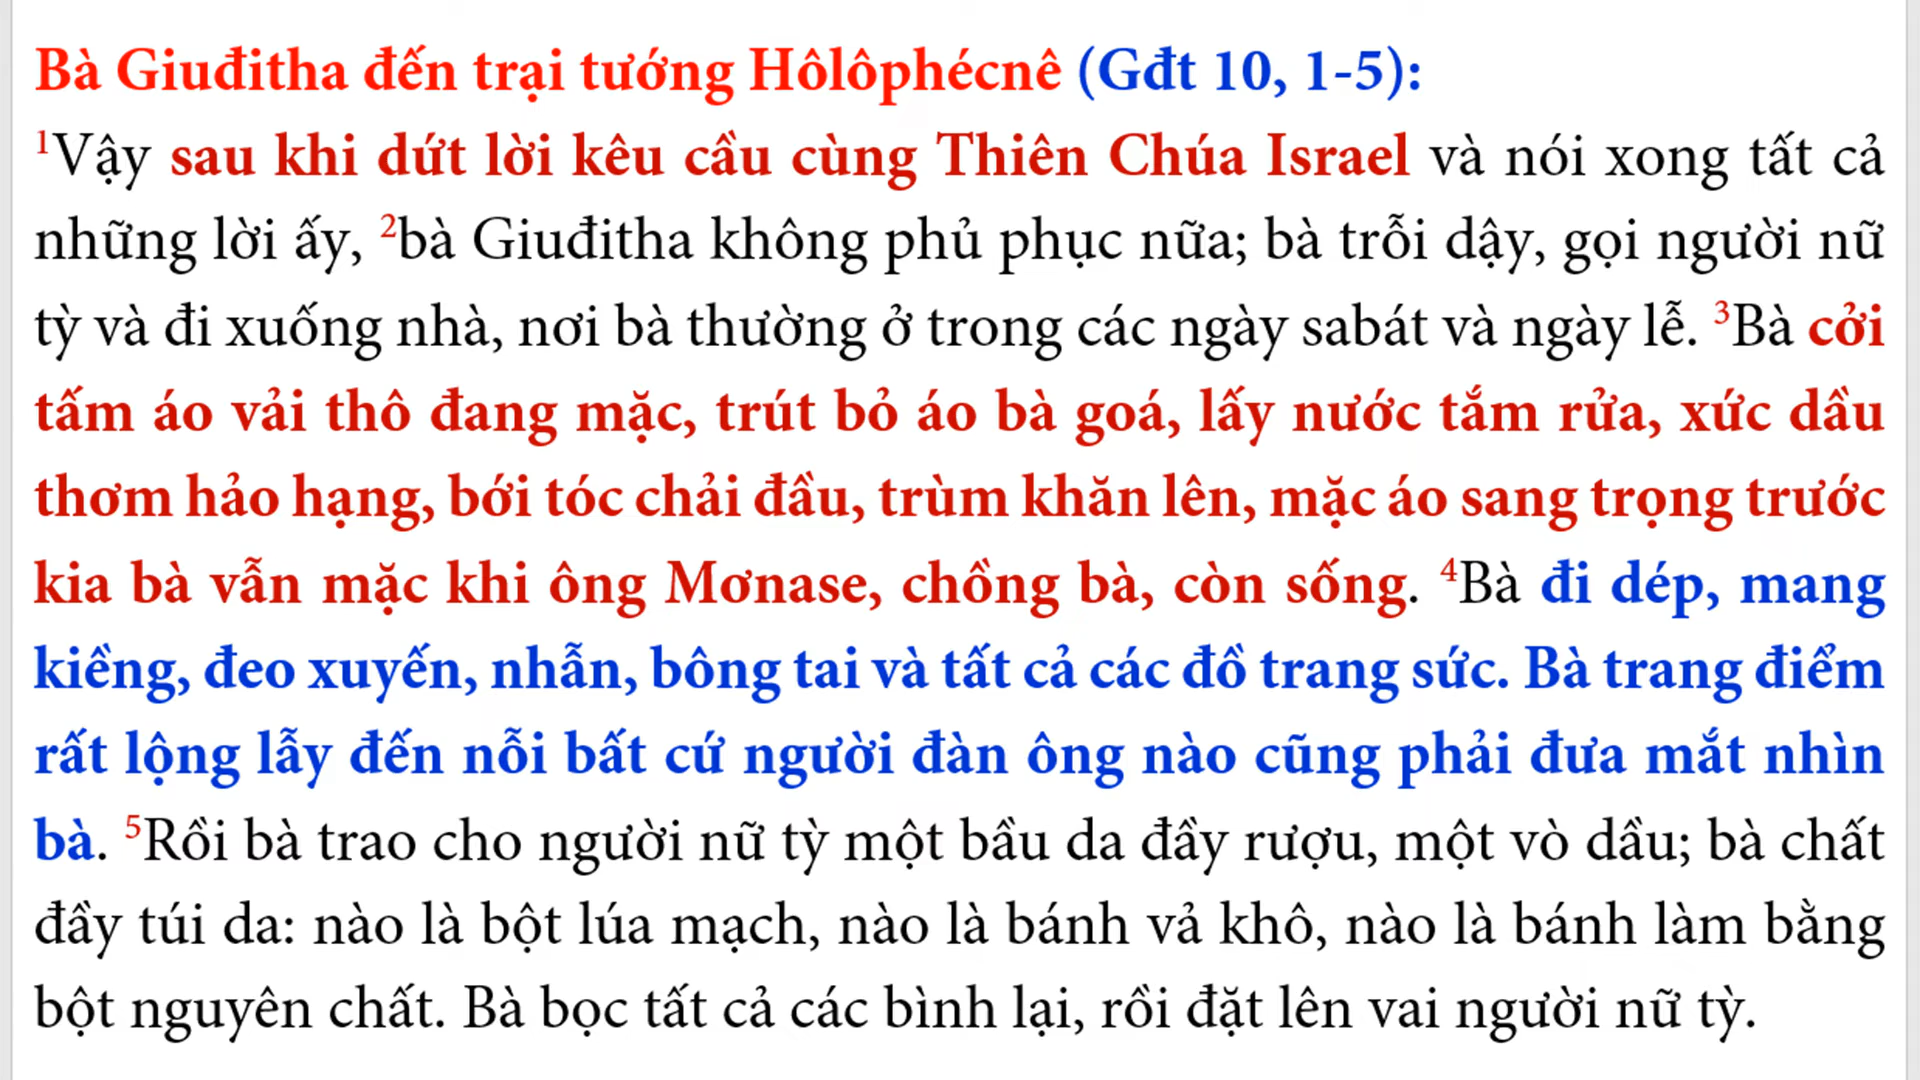 Bà Giuđitha đến trại tướng Hôlôphécnê (Gđt 10, 1-5):
¹Vậy sau khi dứt lời kêu cầu cùng Thiên Chúa Israel và nói xong tất cả
những lời ấy, ²bà Giuđitha không phủ phục nữa; bà trỗi dậy, gọi người nữ
tỳ và đi xuống nhà, nơi bà thường ở trong các ngày sabát và ngày lễ. ³Bà cởi
tấm áo vải thô đang mặc, trút bỏ áo bà goá, lấy nước tắm rửa, xức dầu
thơm hảo hạng, bới tóc chải đầu, trùm khăn lên, mặc áo sang trọng trước
kia bà vẫn mặc khi ông Mơnase, chồng bà, còn sống. ⁴Bà đi dép, mang
kiềng, đeo xuyến, nhẫn, bông tai và tất cả các đồ trang sức. Bà trang điểm
rất lộng lẫy đến nỗi bất cứ người đàn ông nào cũng phải đưa mắt nhìn
bà. ⁵Rồi bà trao cho người nữ tỳ một bầu da đầy rượu, một vò dầu; bà chất
đầy túi da: nào là bột lúa mạch, nào là bánh vả khô, nào là bánh làm bằng
bột nguyên chất. Bà bọc tất cả các bình lại, rồi đặt lên vai người nữ tỳ.